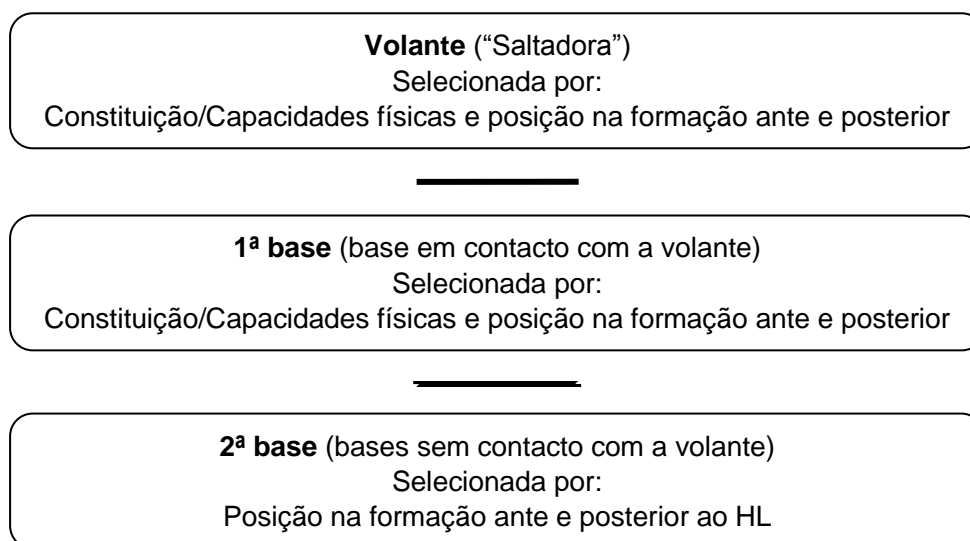 Volante (“Saltadora”)
Selecionada por:
Constituição/Capacidades físicas e posição na formação ante e posterior
1ª base (base em contacto com a volante)
Selecionada por:
Constituição/Capacidades físicas e posição na formação ante e posterior
2ª base (bases sem contacto com a volante)
Selecionada por:
Posição na formação ante e posterior ao HL